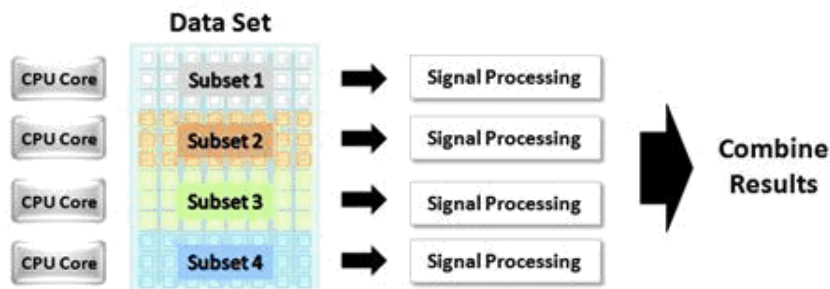 Data Set
CPU Core
Subset 1
Signal Processing
CPU Core
Subset 2
Signal Processing
CPU Core
Subset 3
Signal Processing
CPU Core
Subset 4
Signal Processing
Combine
Results